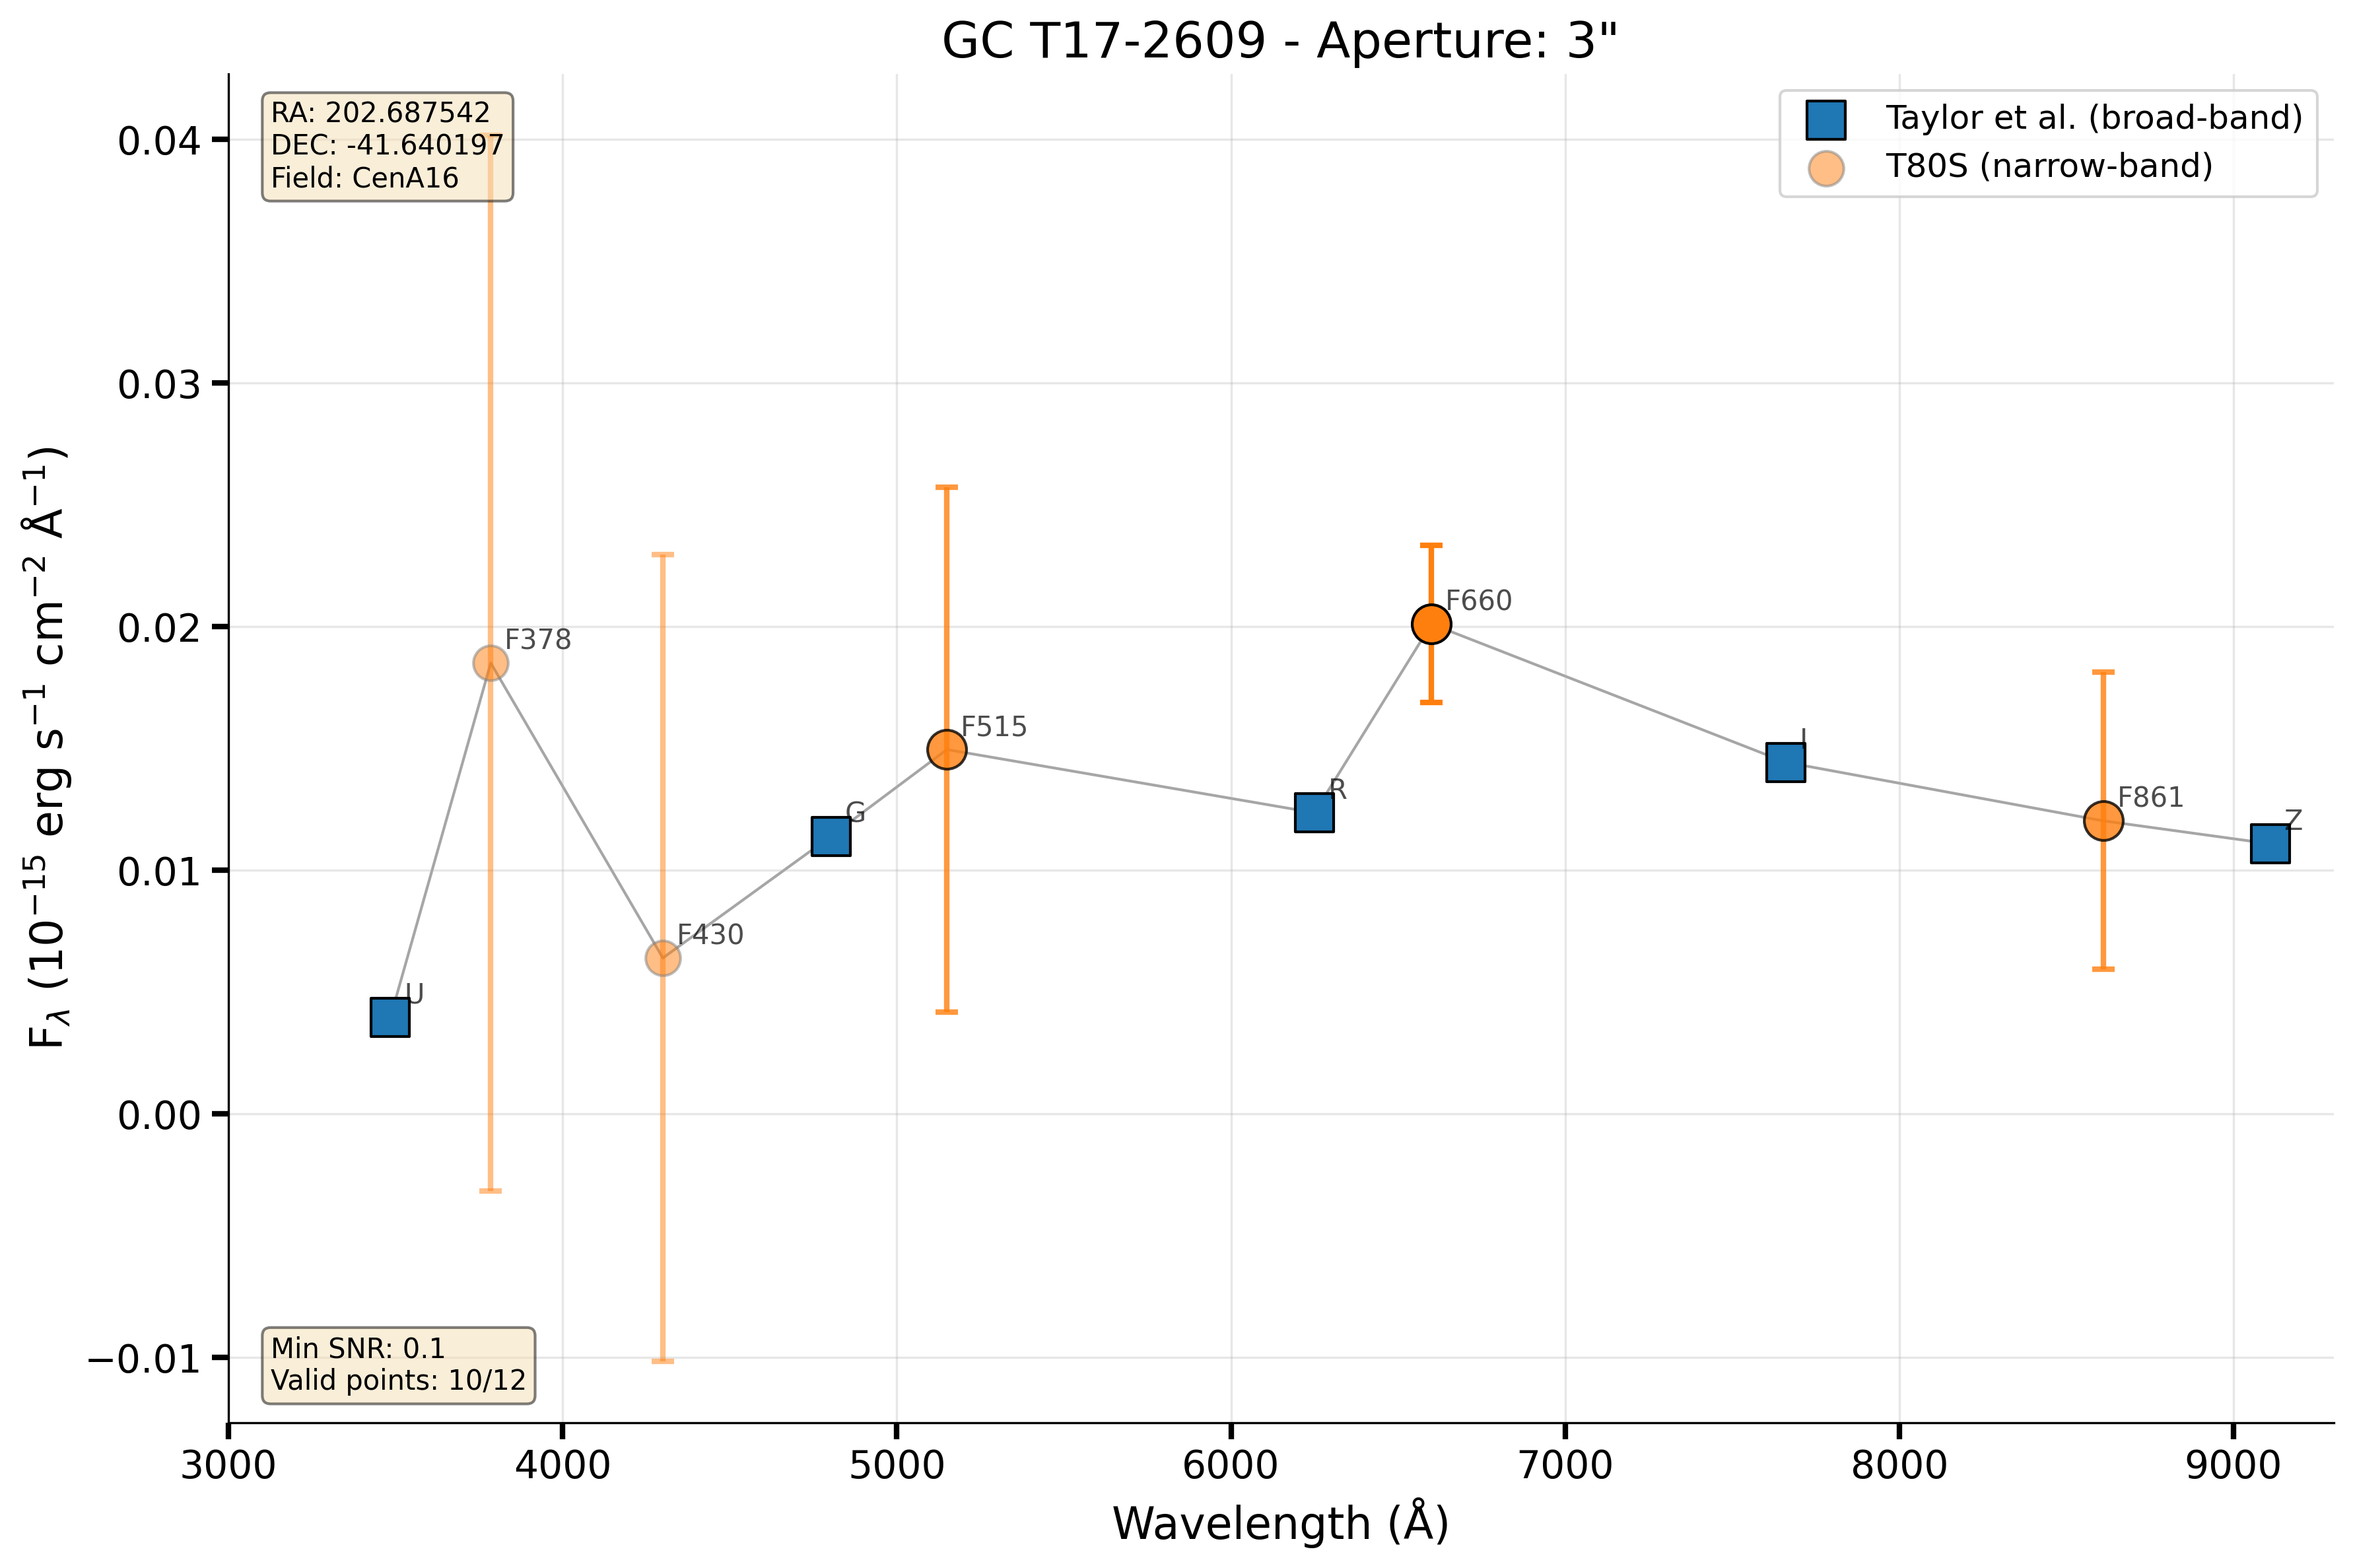 GC T17-2609 - Aperture: 3"
RA: 202.687542
DEC: -41.640197
Field: CenA16
Taylor et al. (broad-band)
T80S (narrow-band)
0.04
0.03
0.02
0.01
0.00
−0.01
F$_{λ}$ (10$^{−15}$ erg s$^{−1}$ cm$^{−2}$ Å$^{−1}$)
U
F378
F430
G
F515
R
F660
I
F861
Z
Min SNR: 0.1
Valid points: 10/12
3000 4000 5000 6000 7000 8000 9000
Wavelength (Å)